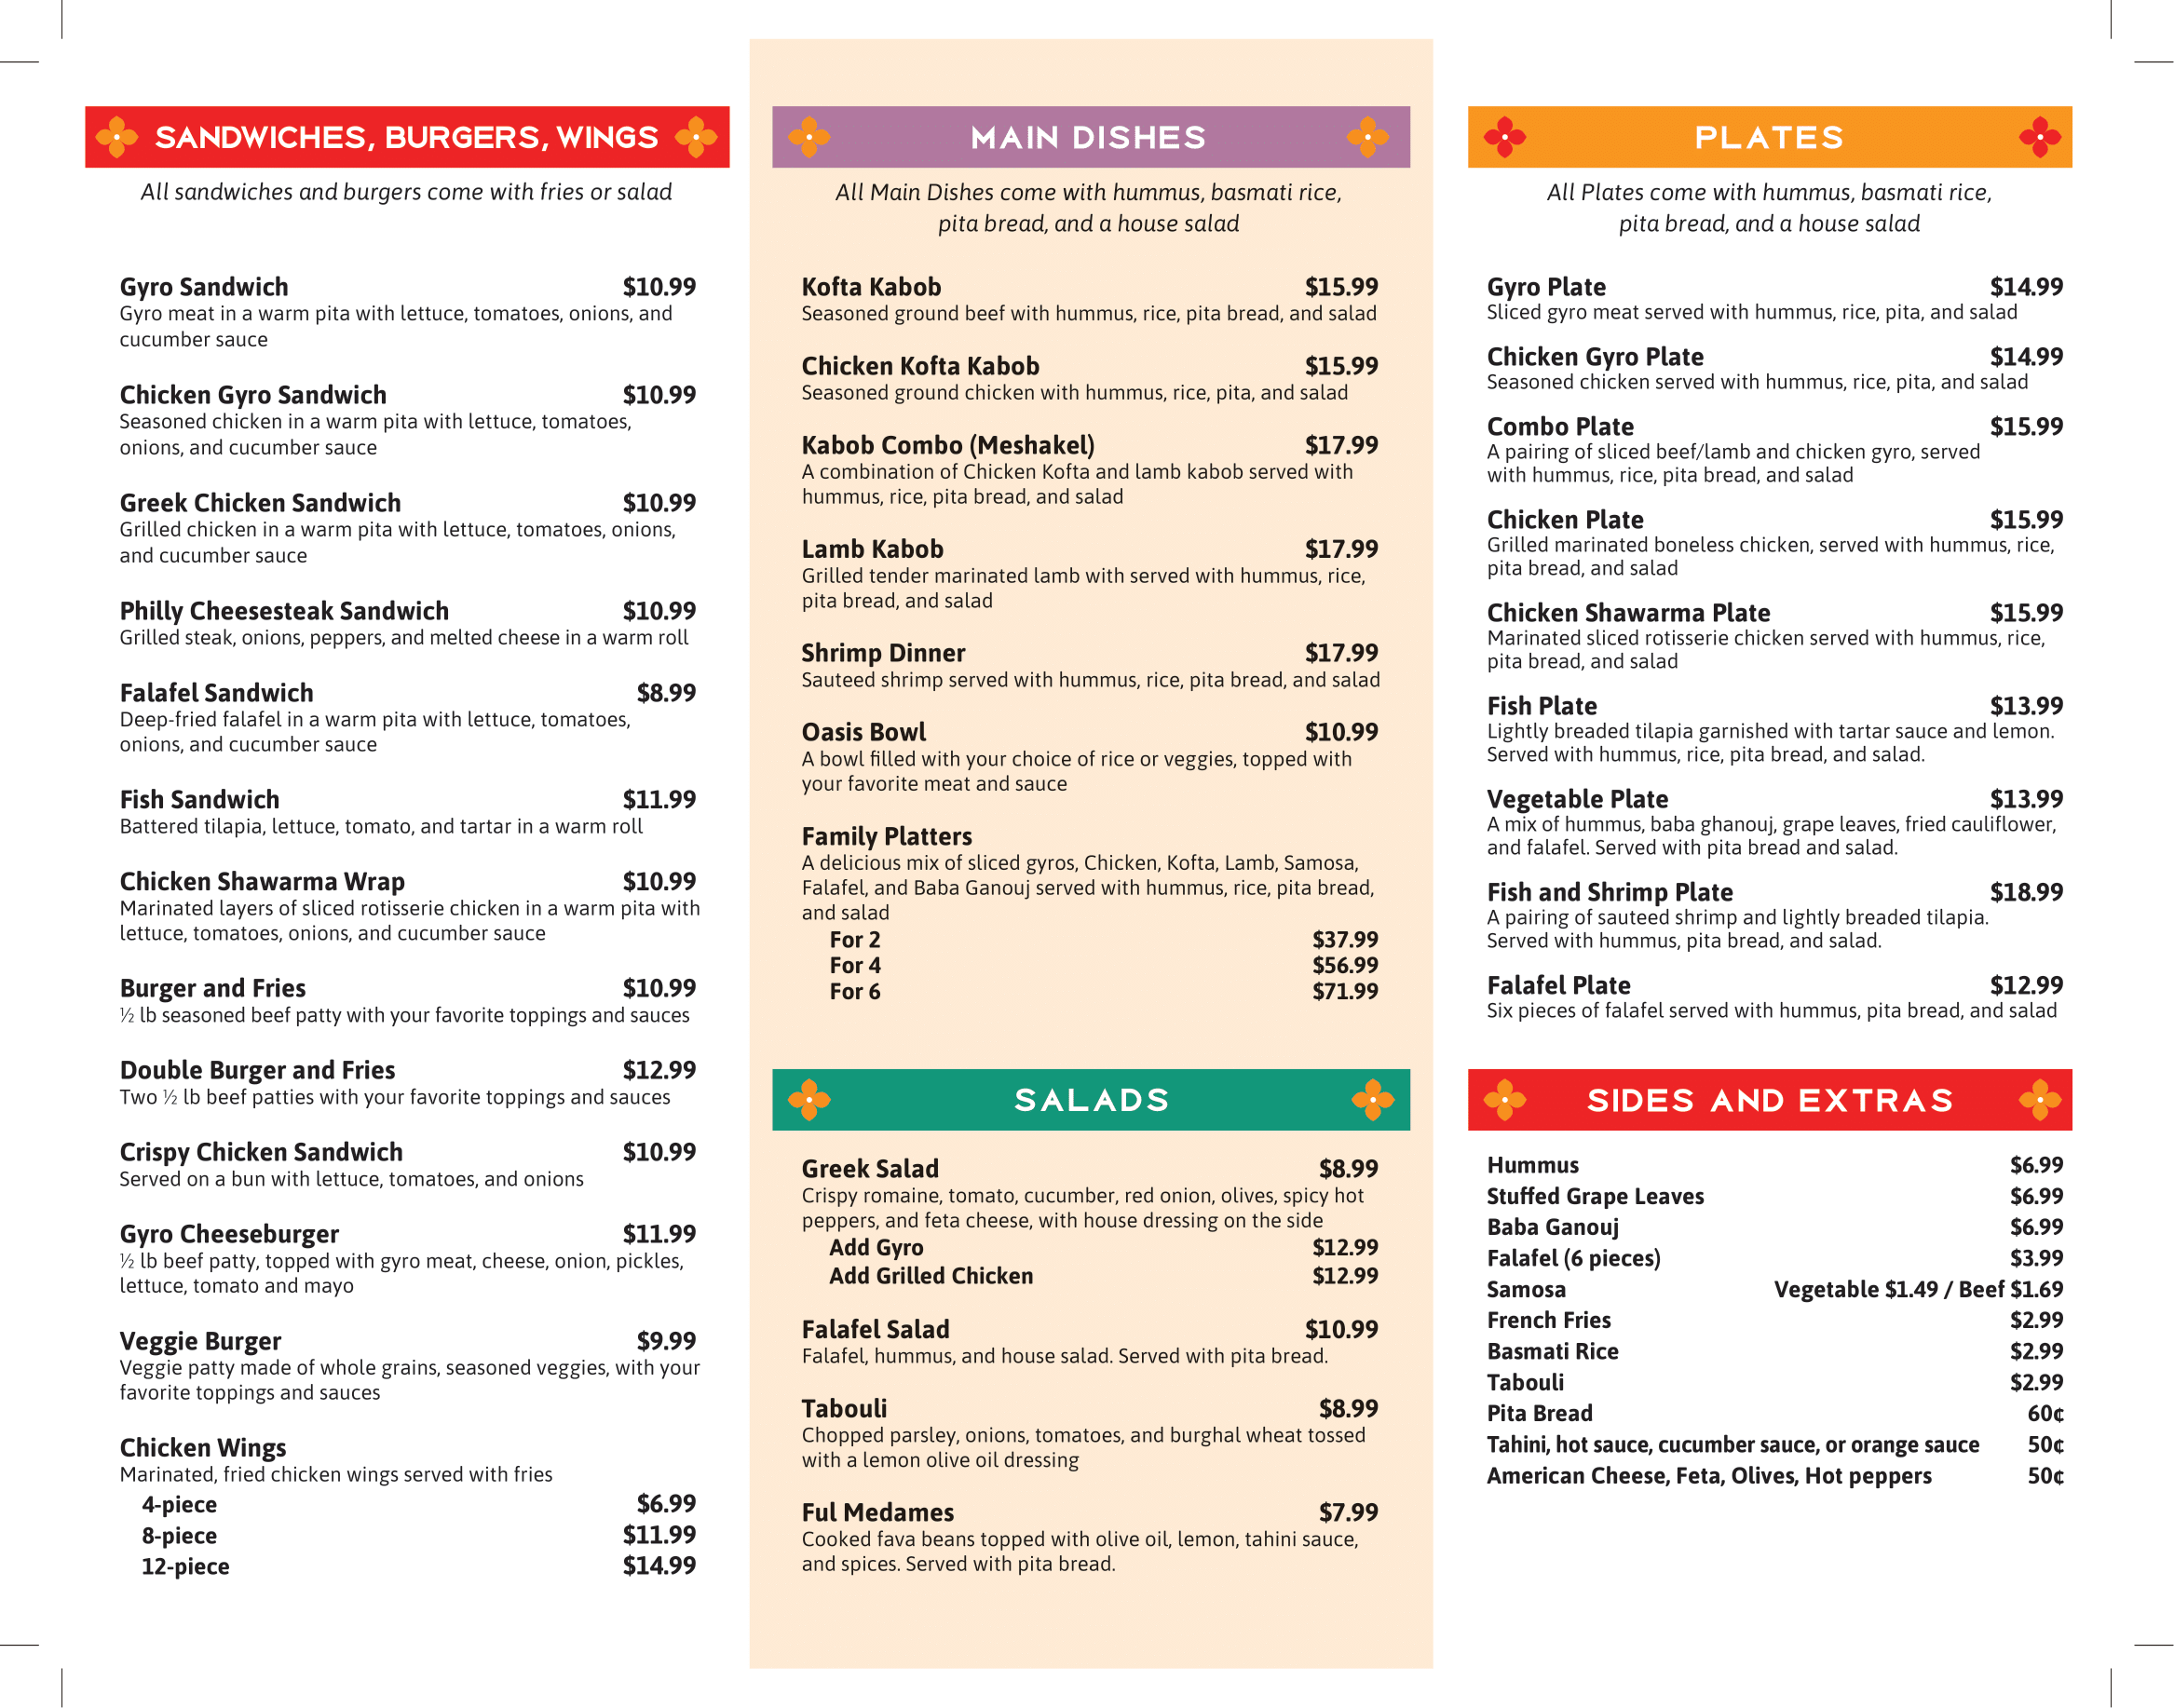 SANDWICHES, BURGERS, WINGS
All sandwiches and burgers come with fries or salad
Gyro Sandwich $10.99
Gyro meat in a warm pita with lettuce, tomatoes, onions, and
cucumber sauce
Chicken Gyro Sandwich $10.99
Seasoned chicken in a warm pita with lettuce, tomatoes,
onions, and cucumber sauce
Greek Chicken Sandwich $10.99
Grilled chicken in a warm pita with lettuce, tomatoes, onions,
and cucumber sauce
Philly Cheesesteak Sandwich $10.99
Grilled steak, onions, peppers, and melted cheese in a warm roll
Falafel Sandwich $8.99
Deep-fried falafel in a warm pita with lettuce, tomatoes,
onions, and cucumber sauce
Fish Sandwich $11.99
Battered tilapia, lettuce, tomato, and tartar in a warm roll
Chicken Shawarma Wrap $10.99
Marinated layers of sliced rotisserie chicken in a warm pita with
lettuce, tomatoes, onions, and cucumber sauce
Burger and Fries $10.99
½ lb seasoned beef patty with your favorite toppings and sauces
Double Burger and Fries $12.99
Two ½ lb beef patties with your favorite toppings and sauces
Crispy Chicken Sandwich $10.99
Served on a bun with lettuce, tomatoes, and onions
Gyro Cheeseburger $11.99
½ lb beef patty, topped with gyro meat, cheese, onion, pickles,
lettuce, tomato and mayo
Veggie Burger $9.99
Veggie patty made of whole grains, seasoned veggies, with your
favorite toppings and sauces
Chicken Wings
Marinated, fried chicken wings served with fries
4-piece $6.99
8-piece $11.99
12-piece $14.99
MAIN DISHES
All Main Dishes come with hummus, basmati rice,
pita bread, and a house salad
Kofta Kabob $15.99
Seasoned ground beef with hummus, rice, pita bread, and salad
Chicken Kofta Kabob $15.99
Seasoned ground chicken with hummus, rice, pita, and salad
Kabob Combo (Meshakel) $17.99
A combination of Chicken Kofta and lamb kabob served with
hummus, rice, pita bread, and salad
Lamb Kabob $17.99
Grilled tender marinated lamb with served with hummus, rice,
pita bread, and salad
Shrimp Dinner $17.99
Sauteed shrimp served with hummus, rice, pita bread, and salad
Oasis Bowl $10.99
A bowl filled with your choice of rice or veggies, topped with
your favorite meat and sauce
Family Platters
A delicious mix of sliced gyros, Chicken, Kofta, Lamb, Samosa,
Falafel, and Baba Ganouj served with hummus, rice, pita bread,
and salad
For 2 $37.99
For 4 $56.99
For 6 $71.99
SALADS
Greek Salad $8.99
Crispy romaine, tomato, cucumber, red onion, olives, spicy hot
peppers, and feta cheese, with house dressing on the side
Add Gyro $12.99
Add Grilled Chicken $12.99
Falafel Salad $10.99
Falafel, hummus, and house salad. Served with pita bread.
Tabouli $8.99
Chopped parsley, onions, tomatoes, and burghal wheat tossed
with a lemon olive oil dressing
Ful Medames $7.99
Cooked fava beans topped with olive oil, lemon, tahini sauce,
and spices. Served with pita bread.
PLATES
All Plates come with hummus, basmati rice,
pita bread, and a house salad
Gyro Plate $14.99
Sliced gyro meat served with hummus, rice, pita, and salad
Chicken Gyro Plate $14.99
Seasoned chicken served with hummus, rice, pita, and salad
Combo Plate $15.99
A pairing of sliced beef/lamb and chicken gyro, served
with hummus, rice, pita bread, and salad
Chicken Plate $15.99
Grilled marinated boneless chicken, served with hummus, rice,
pita bread, and salad
Chicken Shawarma Plate $15.99
Marinated sliced rotisserie chicken served with hummus, rice,
pita bread, and salad
Fish Plate $13.99
Lightly breaded tilapia garnished with tartar sauce and lemon.
Served with hummus, rice, pita bread, and salad.
Vegetable Plate $13.99
A mix of hummus, baba ghanouj, grape leaves, fried cauliflower,
and falafel. Served with pita bread and salad.
Fish and Shrimp Plate $18.99
A pairing of sauteed shrimp and lightly breaded tilapia.
Served with hummus, pita bread, and salad.
Falafel Plate $12.99
Six pieces of falafel served with hummus, pita bread, and salad
SIDES AND EXTRAS
Hummus $6.99
Stuffed Grape Leaves $6.99
Baba Ganouj $6.99
Falafel (6 pieces) $3.99
Samosa Vegetable $1.49 / Beef $1.69
French Fries $2.99
Basmati Rice $2.99
Tabouli $2.99
Pita Bread 60¢
Tahini, hot sauce, cucumber sauce, or orange sauce 50¢
American Cheese, Feta, Olives, Hot peppers 50¢